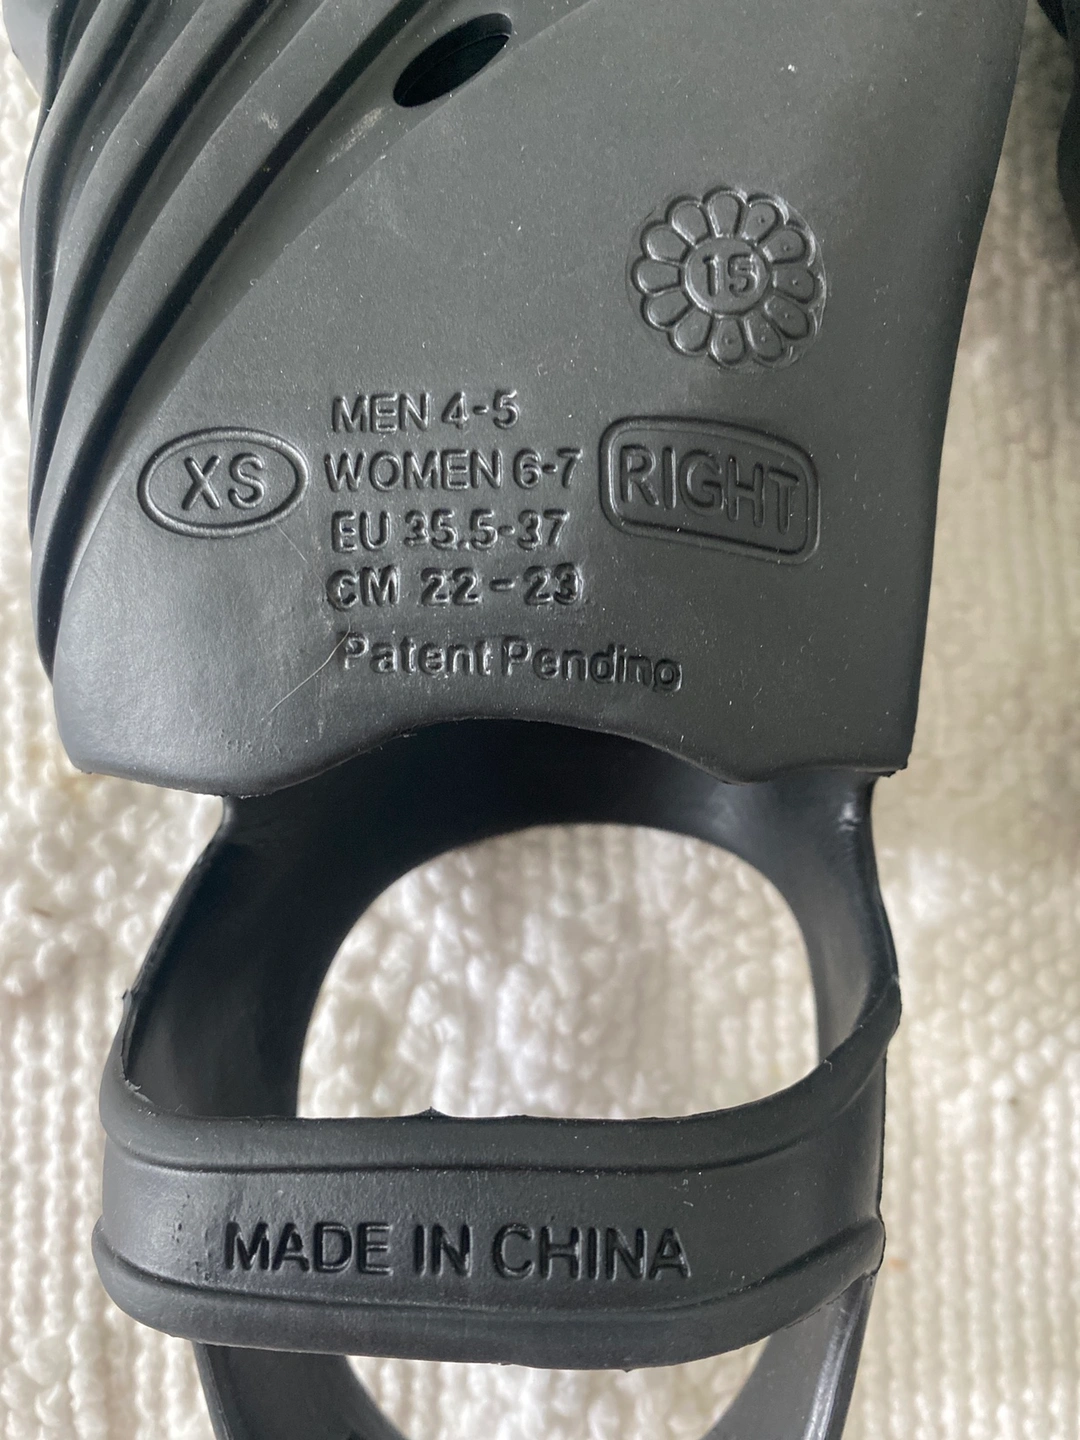 15
MEN 4-5
XS
WOMEN 6-7
RIGHT
EU 35.5-37
CM 22-23
Patent Pending
MADE IN CHINA